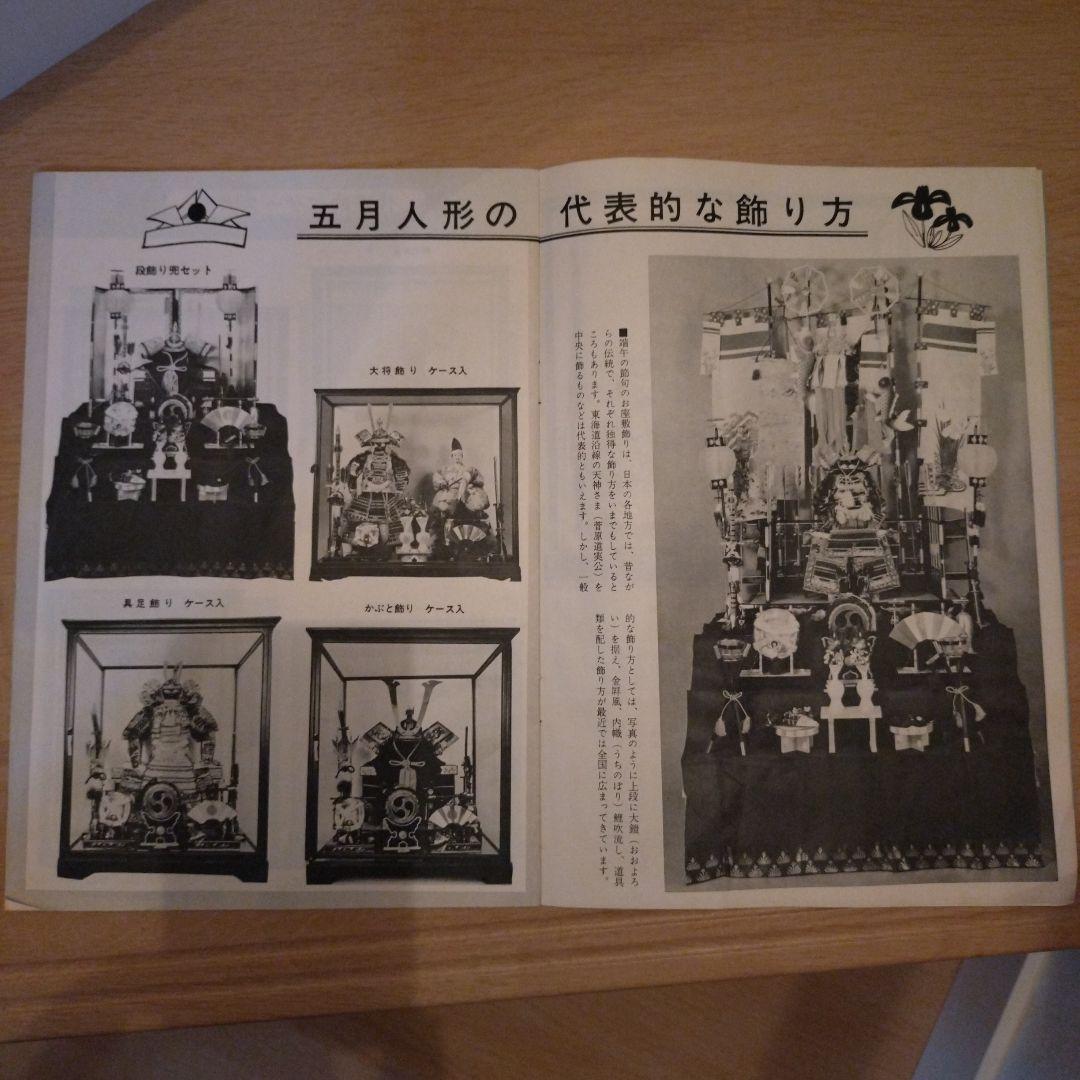 五月人形の代表的な飾り方
段飾り兜セット
大将飾り ケース入
具足飾り ケース入
かぶと飾り ケース入
■端午の節句のお座敷飾りは、日本の各地方では、昔なが
らの伝統で、それぞれ独得な飾り方をいまでもしていると
ころもあります。東海道沿線の天神さま（菅原道実公）を
中央に飾るものなどは代表的ともいえます。しかし、一般
的な飾り方としては、写真のように上段に大鎧（おおよろ
い）を据え、金屛風、内幟（うちのぼり）鯉吹流し、道具
類を配した飾り方が最近では全国に広まってきています。